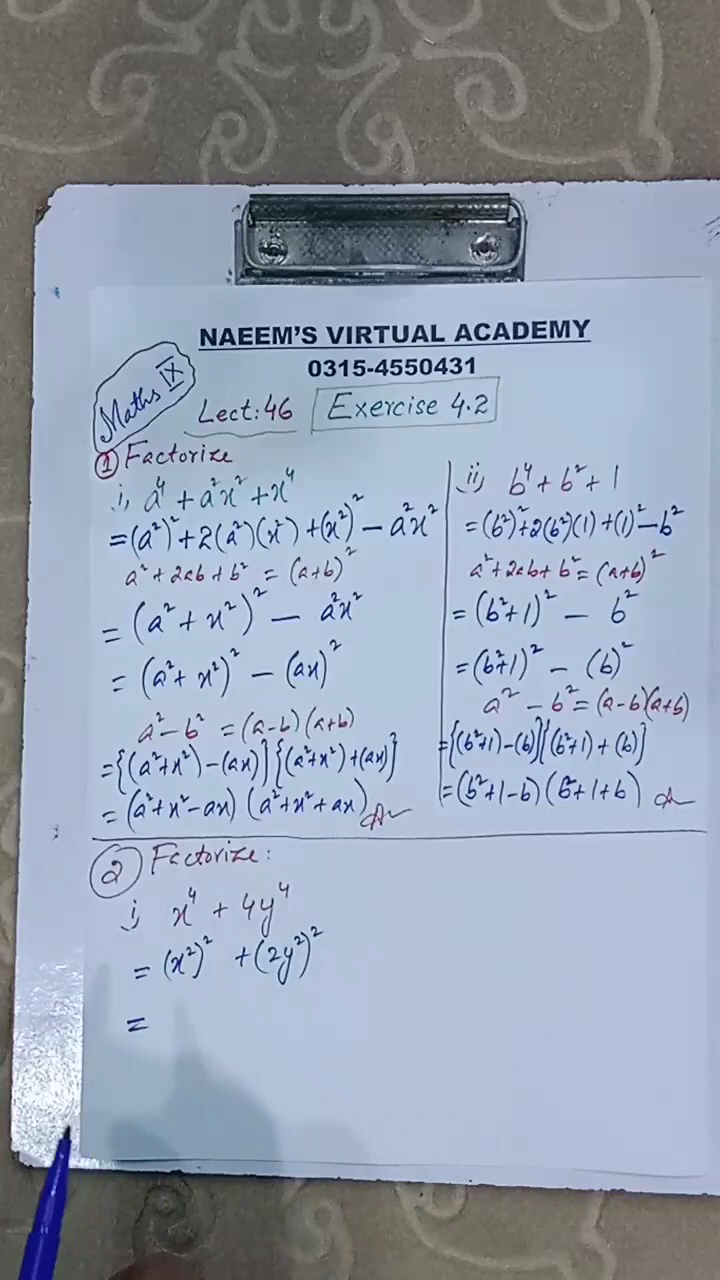 NAEEM'S VIRTUAL ACADEMY
0315-4550431
Maths IX
Lect:46 Exercise 4.2
① Factorize
i, a⁴ + a²x² + x⁴
= (a²)² + 2(a²)(x²) + (x²)² − a²x²
a² + 2ab + b² = (a+b)²
= (a² + x²)² − a²x²
= (a² + x²)² − (ax)²
a² − b² = (a−b)(a+b)
= {(a²+x²) − (ax)} {(a²+x²) + (ax)}
= (a²+x²−ax) (a²+x²+ax)
ii, b⁴ + b² + 1
= (b²)² + 2(b²)(1) + (1)² − b²
a² + 2ab + b² = (a+b)²
= (b²+1)² − b²
= (b²+1)² − (b)²
a² − b² = (a−b)(a+b)
= {(b²+1) − (b)} {(b²+1) + (b)}
= (b²+1−b) (b²+1+b)
② Factorize:
i, x⁴ + 4y⁴
= (x²)² + (2y²)²
=